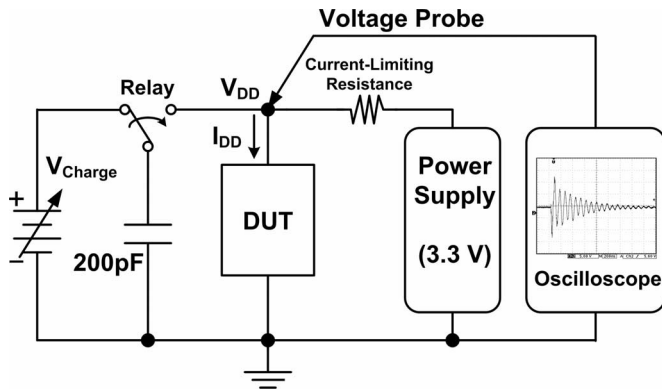 Voltage Probe
Current-Limiting
Resistance
Relay
VDD
IDD
VCharge
+
−
200pF
DUT
Power
Supply
(3.3 V)
Oscilloscope